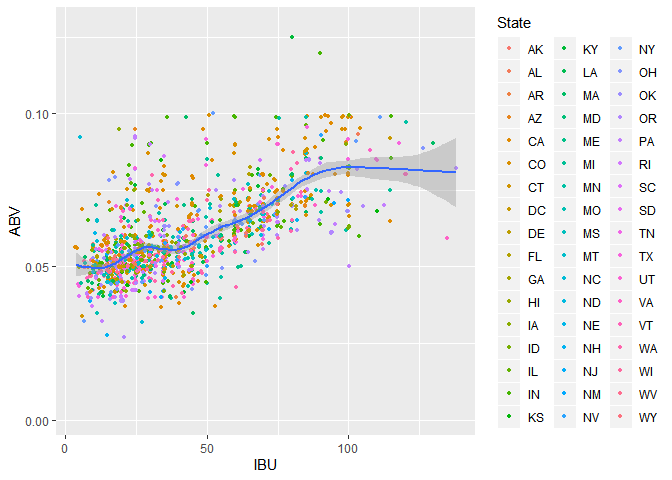 State
AK KY NY
AL LA OH
AR MA OK
AZ MD OR
CA ME PA
CO MI RI
CT MN SC
DC MO SD
DE MS TN
FL MT TX
GA NC UT
HI ND VA
IA NE VT
ID NH WA
IL NJ WI
IN NM WV
KS NV WY
ABV
0.10
0.05
0.00
0 50 100
IBU